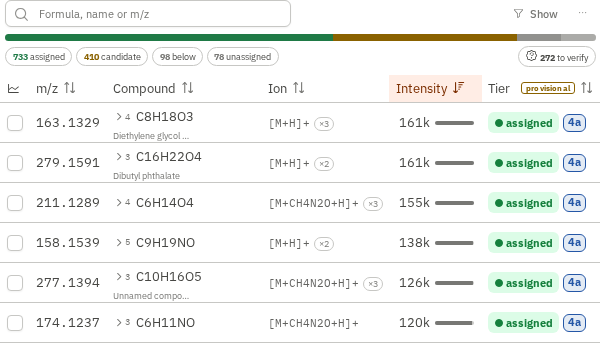 Formula, name or m/z
Show ...
733 assigned 410 candidate 98 below 78 unassigned 272 to verify
m/z Compound Ion Intensity Tier provisional
163.1329 > 4 C8H18O3 [M+H]+ ×3 161k assigned 4a
Diethylene glycol ...
279.1591 > 3 C16H22O4 [M+H]+ ×2 161k assigned 4a
Dibutyl phthalate
211.1289 > 4 C6H14O4 [M+CH4N2O+H]+ ×3 155k assigned 4a
158.1539 > 5 C9H19NO [M+H]+ ×2 138k assigned 4a
277.1394 > 3 C10H16O5 [M+CH4N2O+H]+ ×3 126k assigned 4a
Unnamed compo...
174.1237 > 3 C6H11NO [M+CH4N2O+H]+ 120k assigned 4a